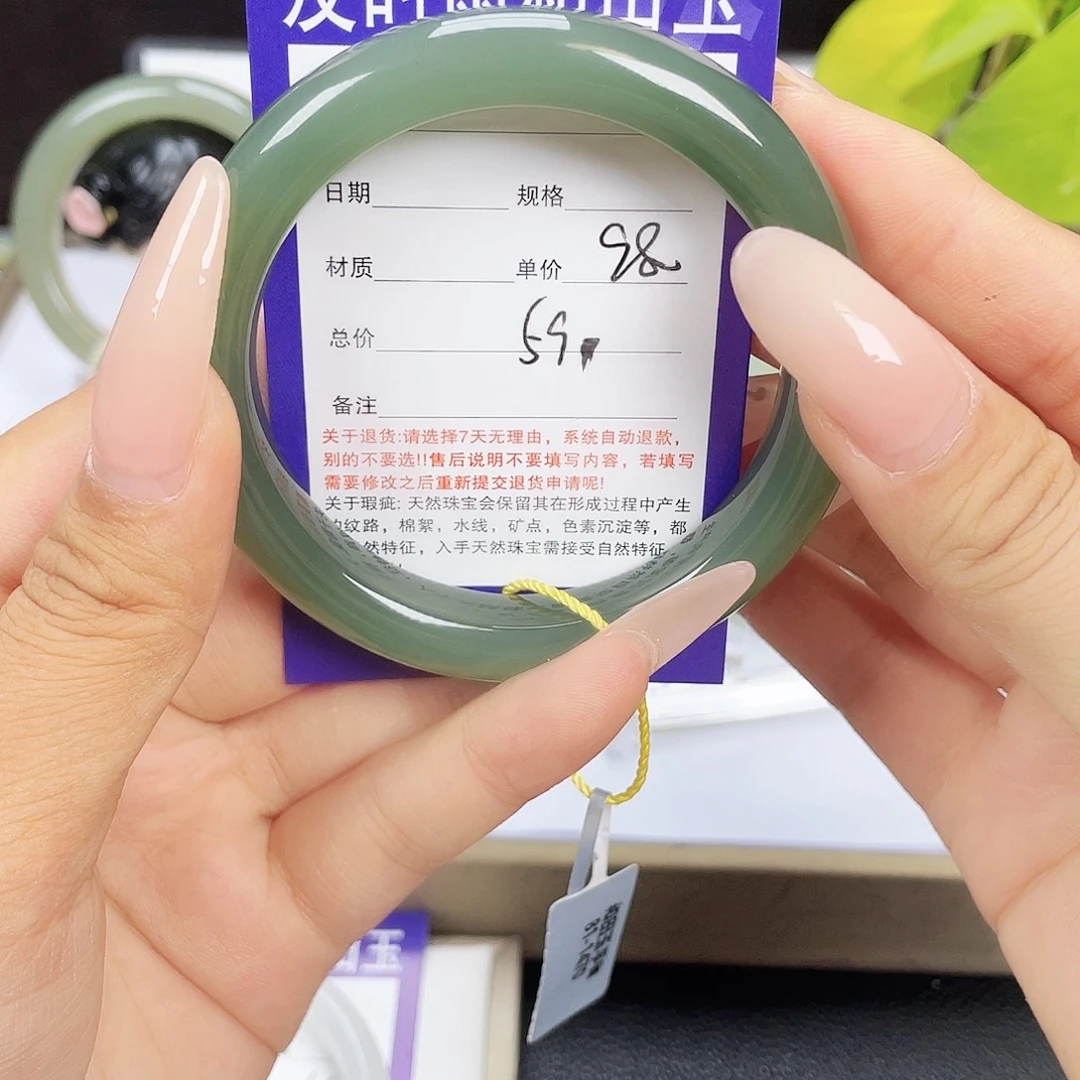 日期 规格
材质 单价 98
总价 59
备注
关于退货:请选择7天无理由，系统自动退款，
别的不要选!!售后说明不要填写内容，若填写
需要修改之后重新提交退货申请呢!
关于瑕疵: 天然珠宝会保留其在形成过程中产生
的纹路，棉絮，水线，矿点，色素沉淀等，都
然特征，入手天然珠宝需接受自然特征
田玉